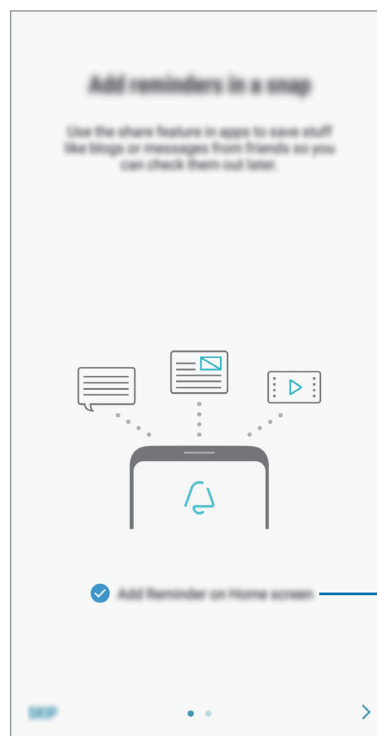 Add reminders in a snap
Use the share feature in apps to save stuff
like blogs or messages from friends so you
can check them out later.
Add Reminder on Home screen
SKIP